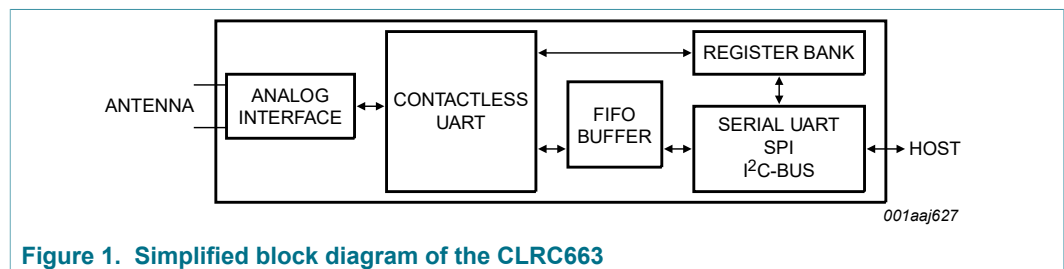 ANTENNA
ANALOG
INTERFACE
CONTACTLESS
UART
FIFO
BUFFER
REGISTER BANK
SERIAL UART
SPI
I²C-BUS
HOST
001aaj627
Figure 1. Simplified block diagram of the CLRC663